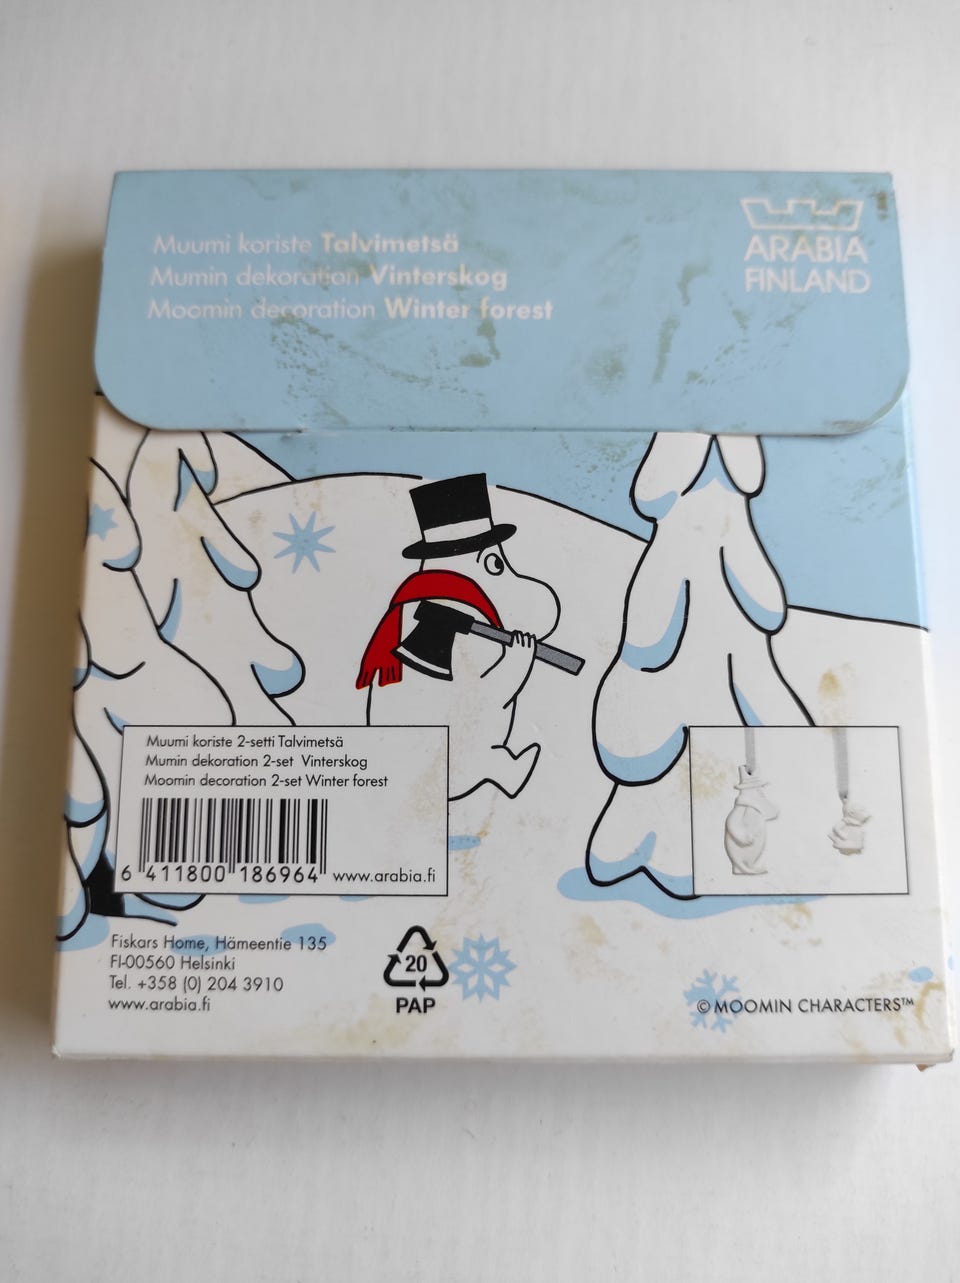 Muumi koriste Talvimetsä
Mumin dekoration Vinterskog
Moomin decoration Winter forest
ARABIA
FINLAND
Muumi koriste 2-setti Talvimetsä
Mumin dekoration 2-set Vinterskog
Moomin decoration 2-set Winter forest
6 411800 186964 www.arabia.fi
Fiskars Home, Hämeentie 135
FI-00560 Helsinki
Tel. +358 (0) 204 3910
www.arabia.fi
20
PAP
© MOOMIN CHARACTERS™